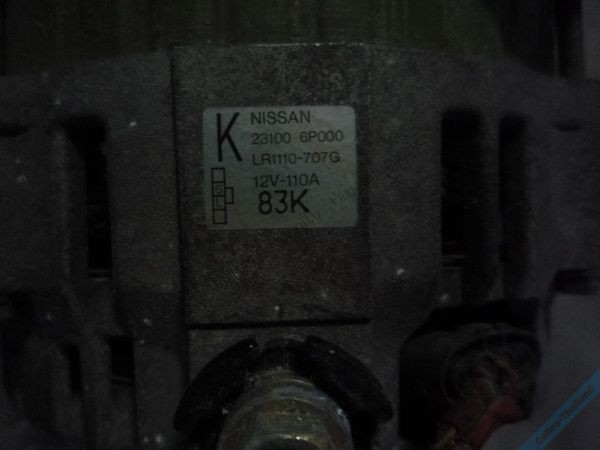 K
NISSAN
23100 6P000
LR1110-707G
12V-110A
S
L
83K